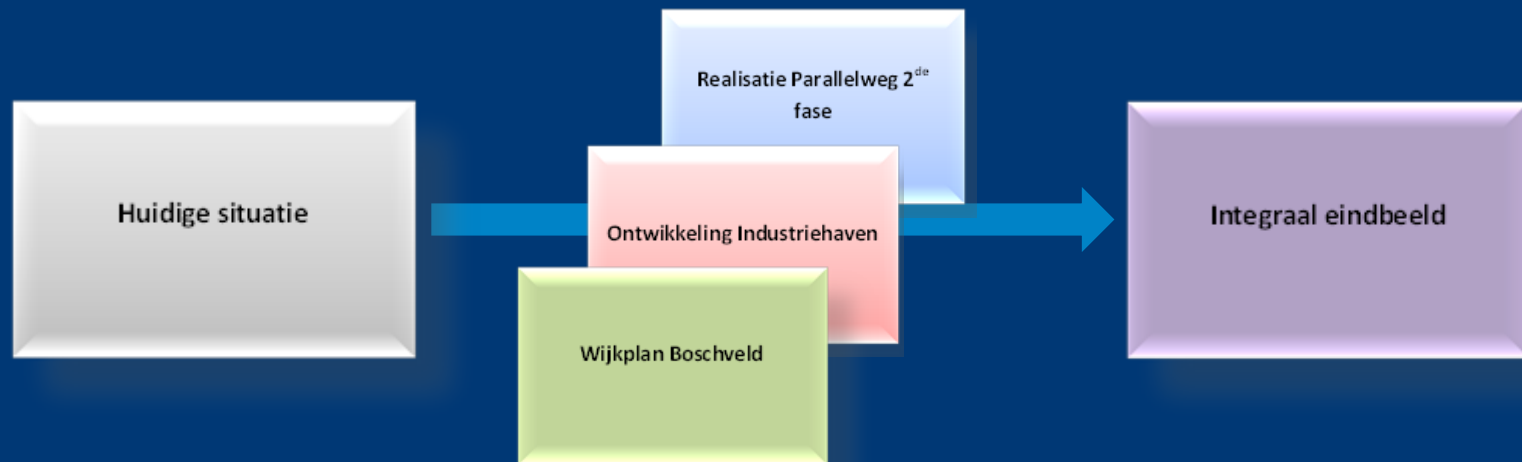 Huidige situatie
Realisatie Parallelweg 2de
fase
Ontwikkeling Industriehaven
Wijkplan Boschveld
Integraal eindbeeld